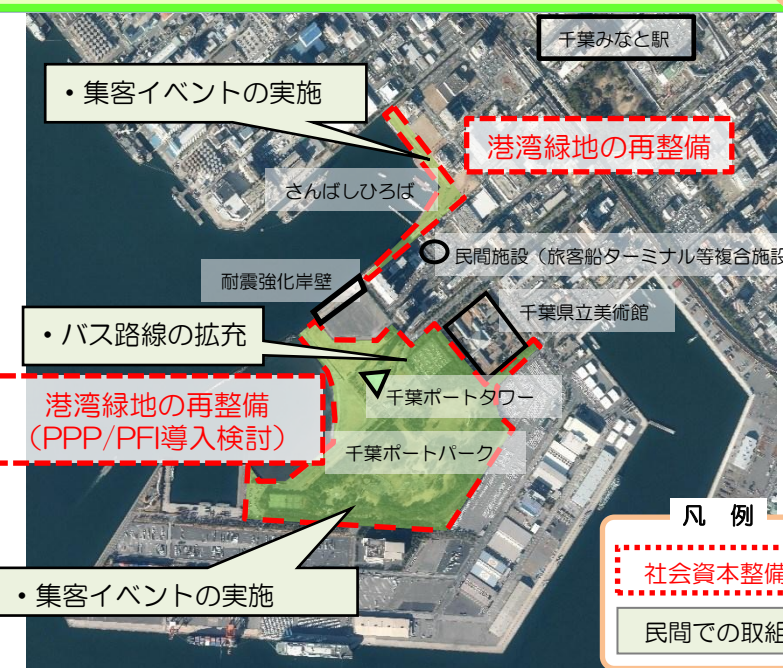 千葉みなと駅
・集客イベントの実施
港湾緑地の再整備
さんばしひろば
民間施設（旅客船ターミナル等複合施設
耐震強化岸壁
千葉県立美術館
・バス路線の拡充
千葉ポートタワー
港湾緑地の再整備
（PPP/PFI導入検討）
千葉ポートパーク
凡 例
社会資本整備
・集客イベントの実施
民間での取組